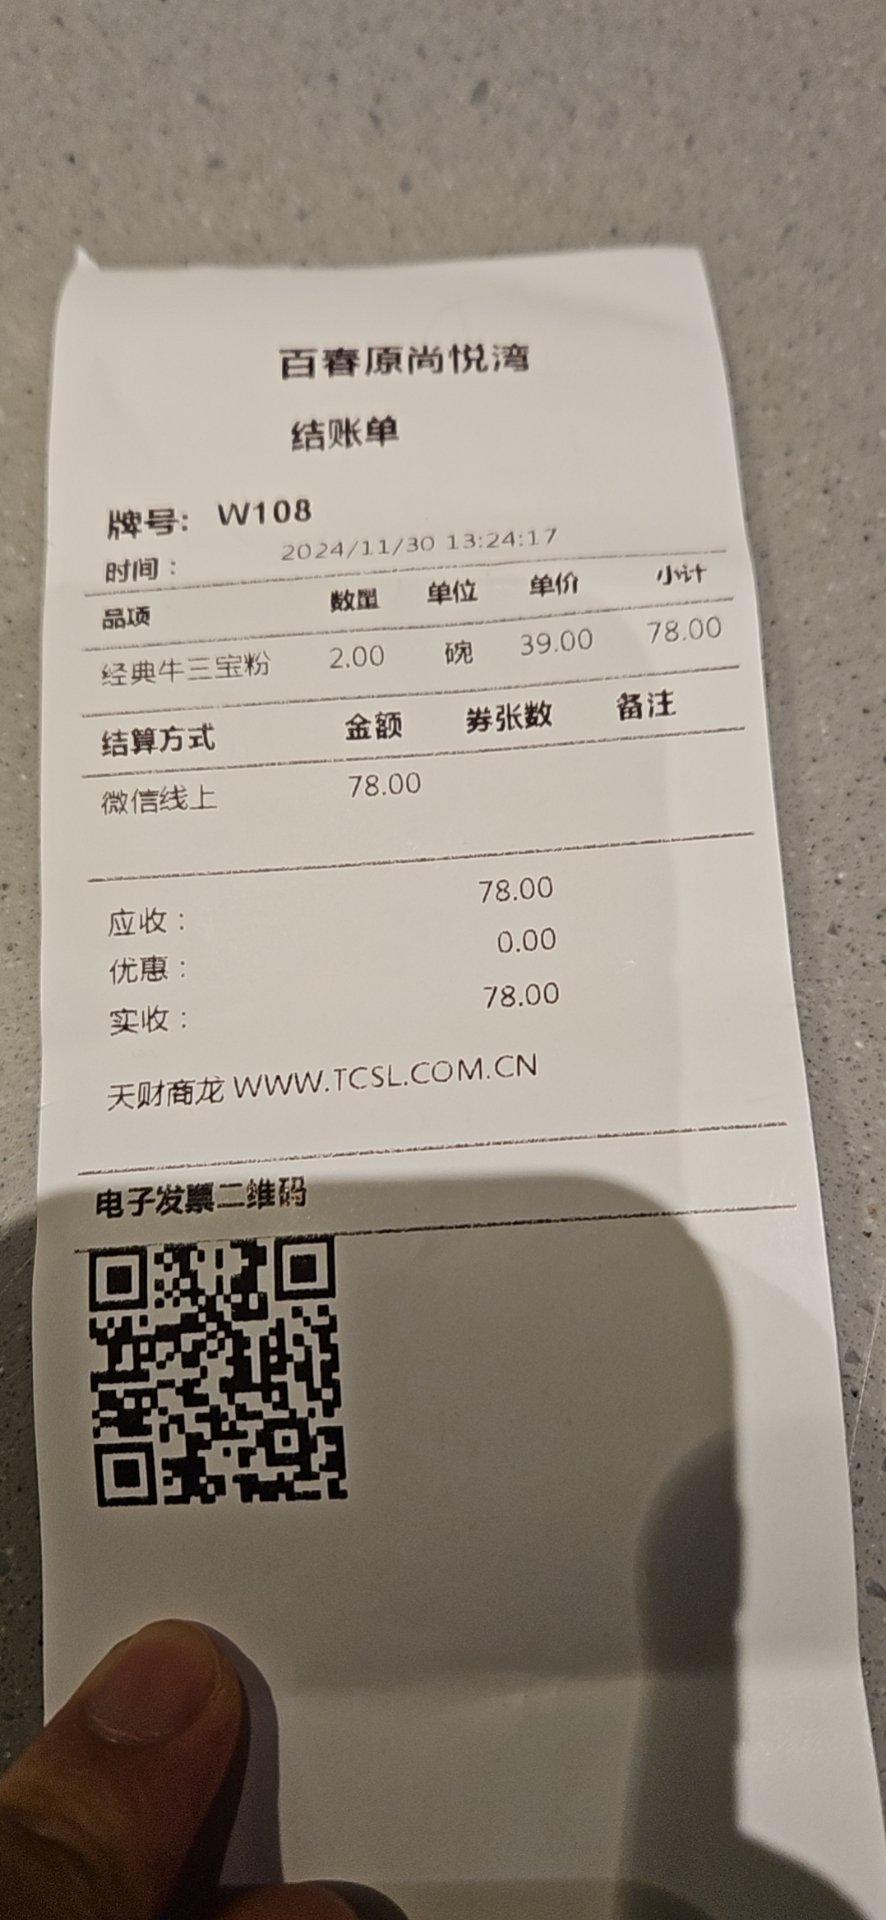 百春原尚悦湾
结账单
牌号: W108
时间： 2024/11/30 13:24:17
品项 数量 单位 单价 小计
经典牛三宝粉 2.00 碗 39.00 78.00
结算方式 金额 券张数 备注
微信线上 78.00
应收： 78.00
优惠： 0.00
实收： 78.00
天财商龙 WWW.TCSL.COM.CN
电子发票二维码